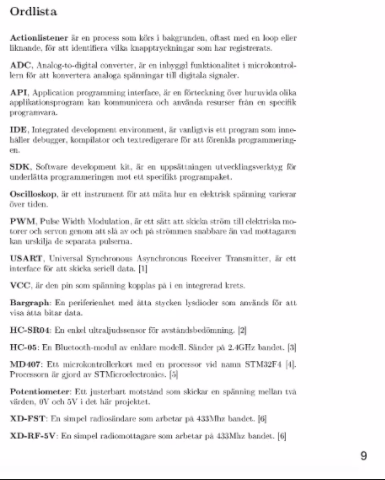 Ordlista
Actionlistener är en process som körs i bakgrunden, oftast med en loop eller
liknande, för att identifiera vilka knapptryckningar som har registrerats.
ADC, Analog-to-digital converter, är en inbyggd funktionalitet i mikrokontrol-
lern för att konvertera analoga spänningar till digitala signaler.
API, Application programming interface, är en förteckning över huruvida olika
applikationsprogram kan kommunicera och använda resurser från en specifik
programvara.
IDE, Integrated development environment, är vanligtvis ett program som inne-
håller debugger, kompilator och textredigerare för att förenkla programmering-
en.
SDK, Software development kit, är en uppsättningen utvecklingsverktyg för
underlätta programmeringen mot ett specifikt programpaket.
Oscilloskop, är ett instrument för att mäta hur en elektrisk spänning varierar
över tiden.
PWM, Pulse Width Modulation, är ett sätt att skicka ström till elektriska mo-
torer och servon genom att slå av och på strömmen snabbare än vad mottagaren
kan urskilja de separata pulserna.
USART, Universal Synchronous Asynchronous Receiver Transmitter, är ett
interface för att skicka seriell data. [1]
VCC, är den pin som spänning kopplas på i en integrerad krets.
Bargraph: En periferienhet med åtta stycken lysdioder som används för att
visa åtta bitar data.
HC-SR04: En enkel ultraljudssensor för avståndsbedömning. [2]
HC-05: En Bluetooth-modul av enklare modell. Sänder på 2.4GHz bandet. [3]
MD407: Ett mikrokontrollerkort med en processor vid namn STM32F4 [4].
Processorn är gjord av STMicroelectronics. [5]
Potentiometer: Ett justerbart motstånd som skickar en spänning mellan två
värden, 0V och 5V i det här projektet.
XD-FST: En simpel radiosändare som arbetar på 433Mhz bandet. [6]
XD-RF-5V: En simpel radiomottagare som arbetar på 433Mhz bandet. [6]
9